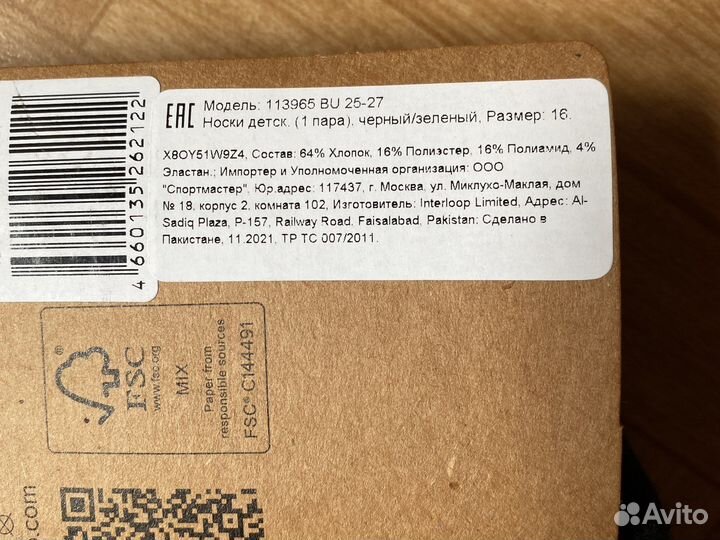 EAC
Модель: 113965 BU 25-27
Носки детск. (1 пара), черный/зеленый, Размер: 16.
X8OY51W9Z4, Состав: 64% Хлопок, 16% Полиэстер, 16% Полиамид, 4%
Эластан.; Импортер и Уполномоченная организация: ООО
"Спортмастер". Юр.адрес: 117437, г. Москва, ул. Миклухо-Маклая, дом
№ 18, корпус 2, комната 102, Изготовитель: Interloop Limited, Адрес: Al-
Sadiq Plaza, P-157, Railway Road, Faisalabad, Pakistan: Сделано в
Пакистане, 11.2021, ТР ТС 007/2011.
4 660135 262122
FSC
®
www.fsc.org
MIX
Paper from
responsible sources
FSC® C144491
.com
Avito